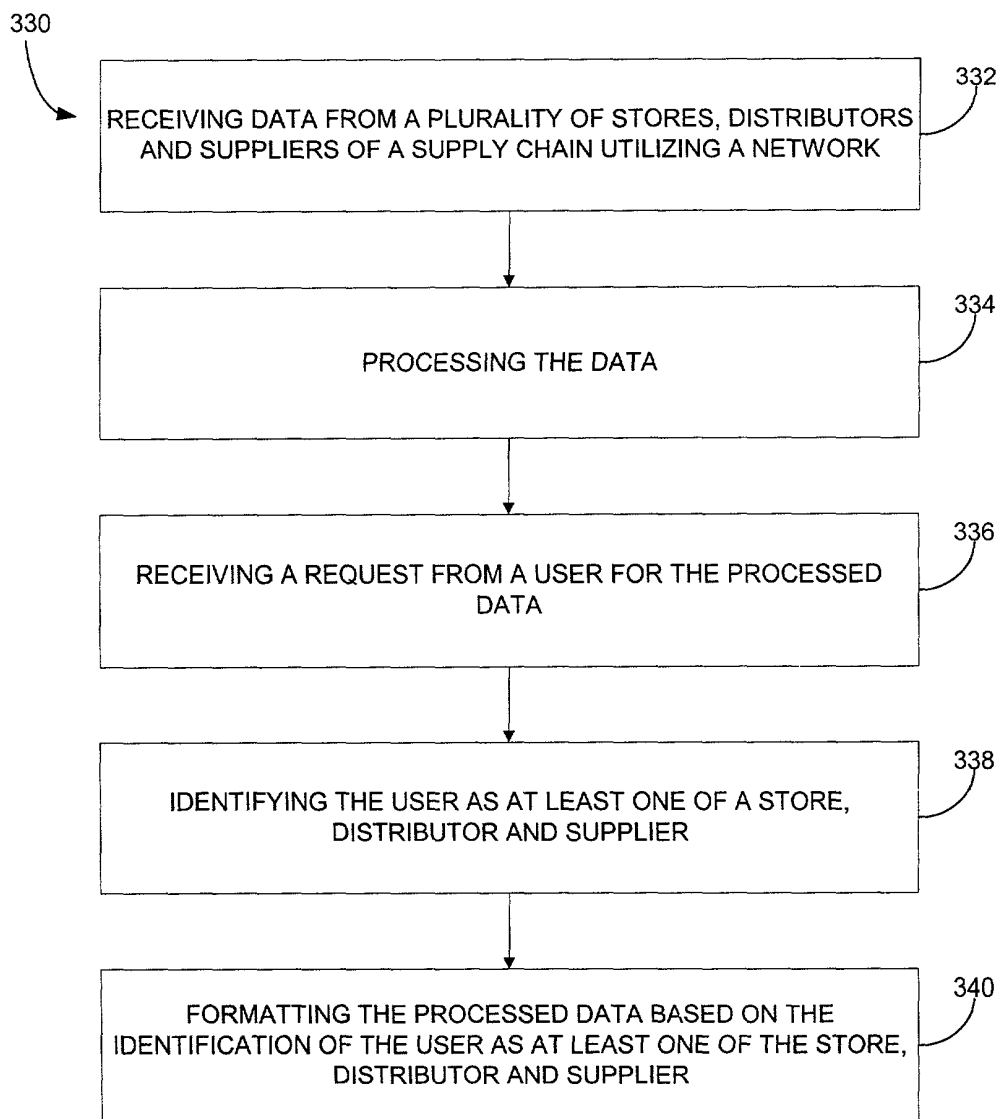 330
332
RECEIVING DATA FROM A PLURALITY OF STORES, DISTRIBUTORS
AND SUPPLIERS OF A SUPPLY CHAIN UTILIZING A NETWORK
334
PROCESSING THE DATA
336
RECEIVING A REQUEST FROM A USER FOR THE PROCESSED
DATA
338
IDENTIFYING THE USER AS AT LEAST ONE OF A STORE,
DISTRIBUTOR AND SUPPLIER
340
FORMATTING THE PROCESSED DATA BASED ON THE
IDENTIFICATION OF THE USER AS AT LEAST ONE OF THE STORE,
DISTRIBUTOR AND SUPPLIER